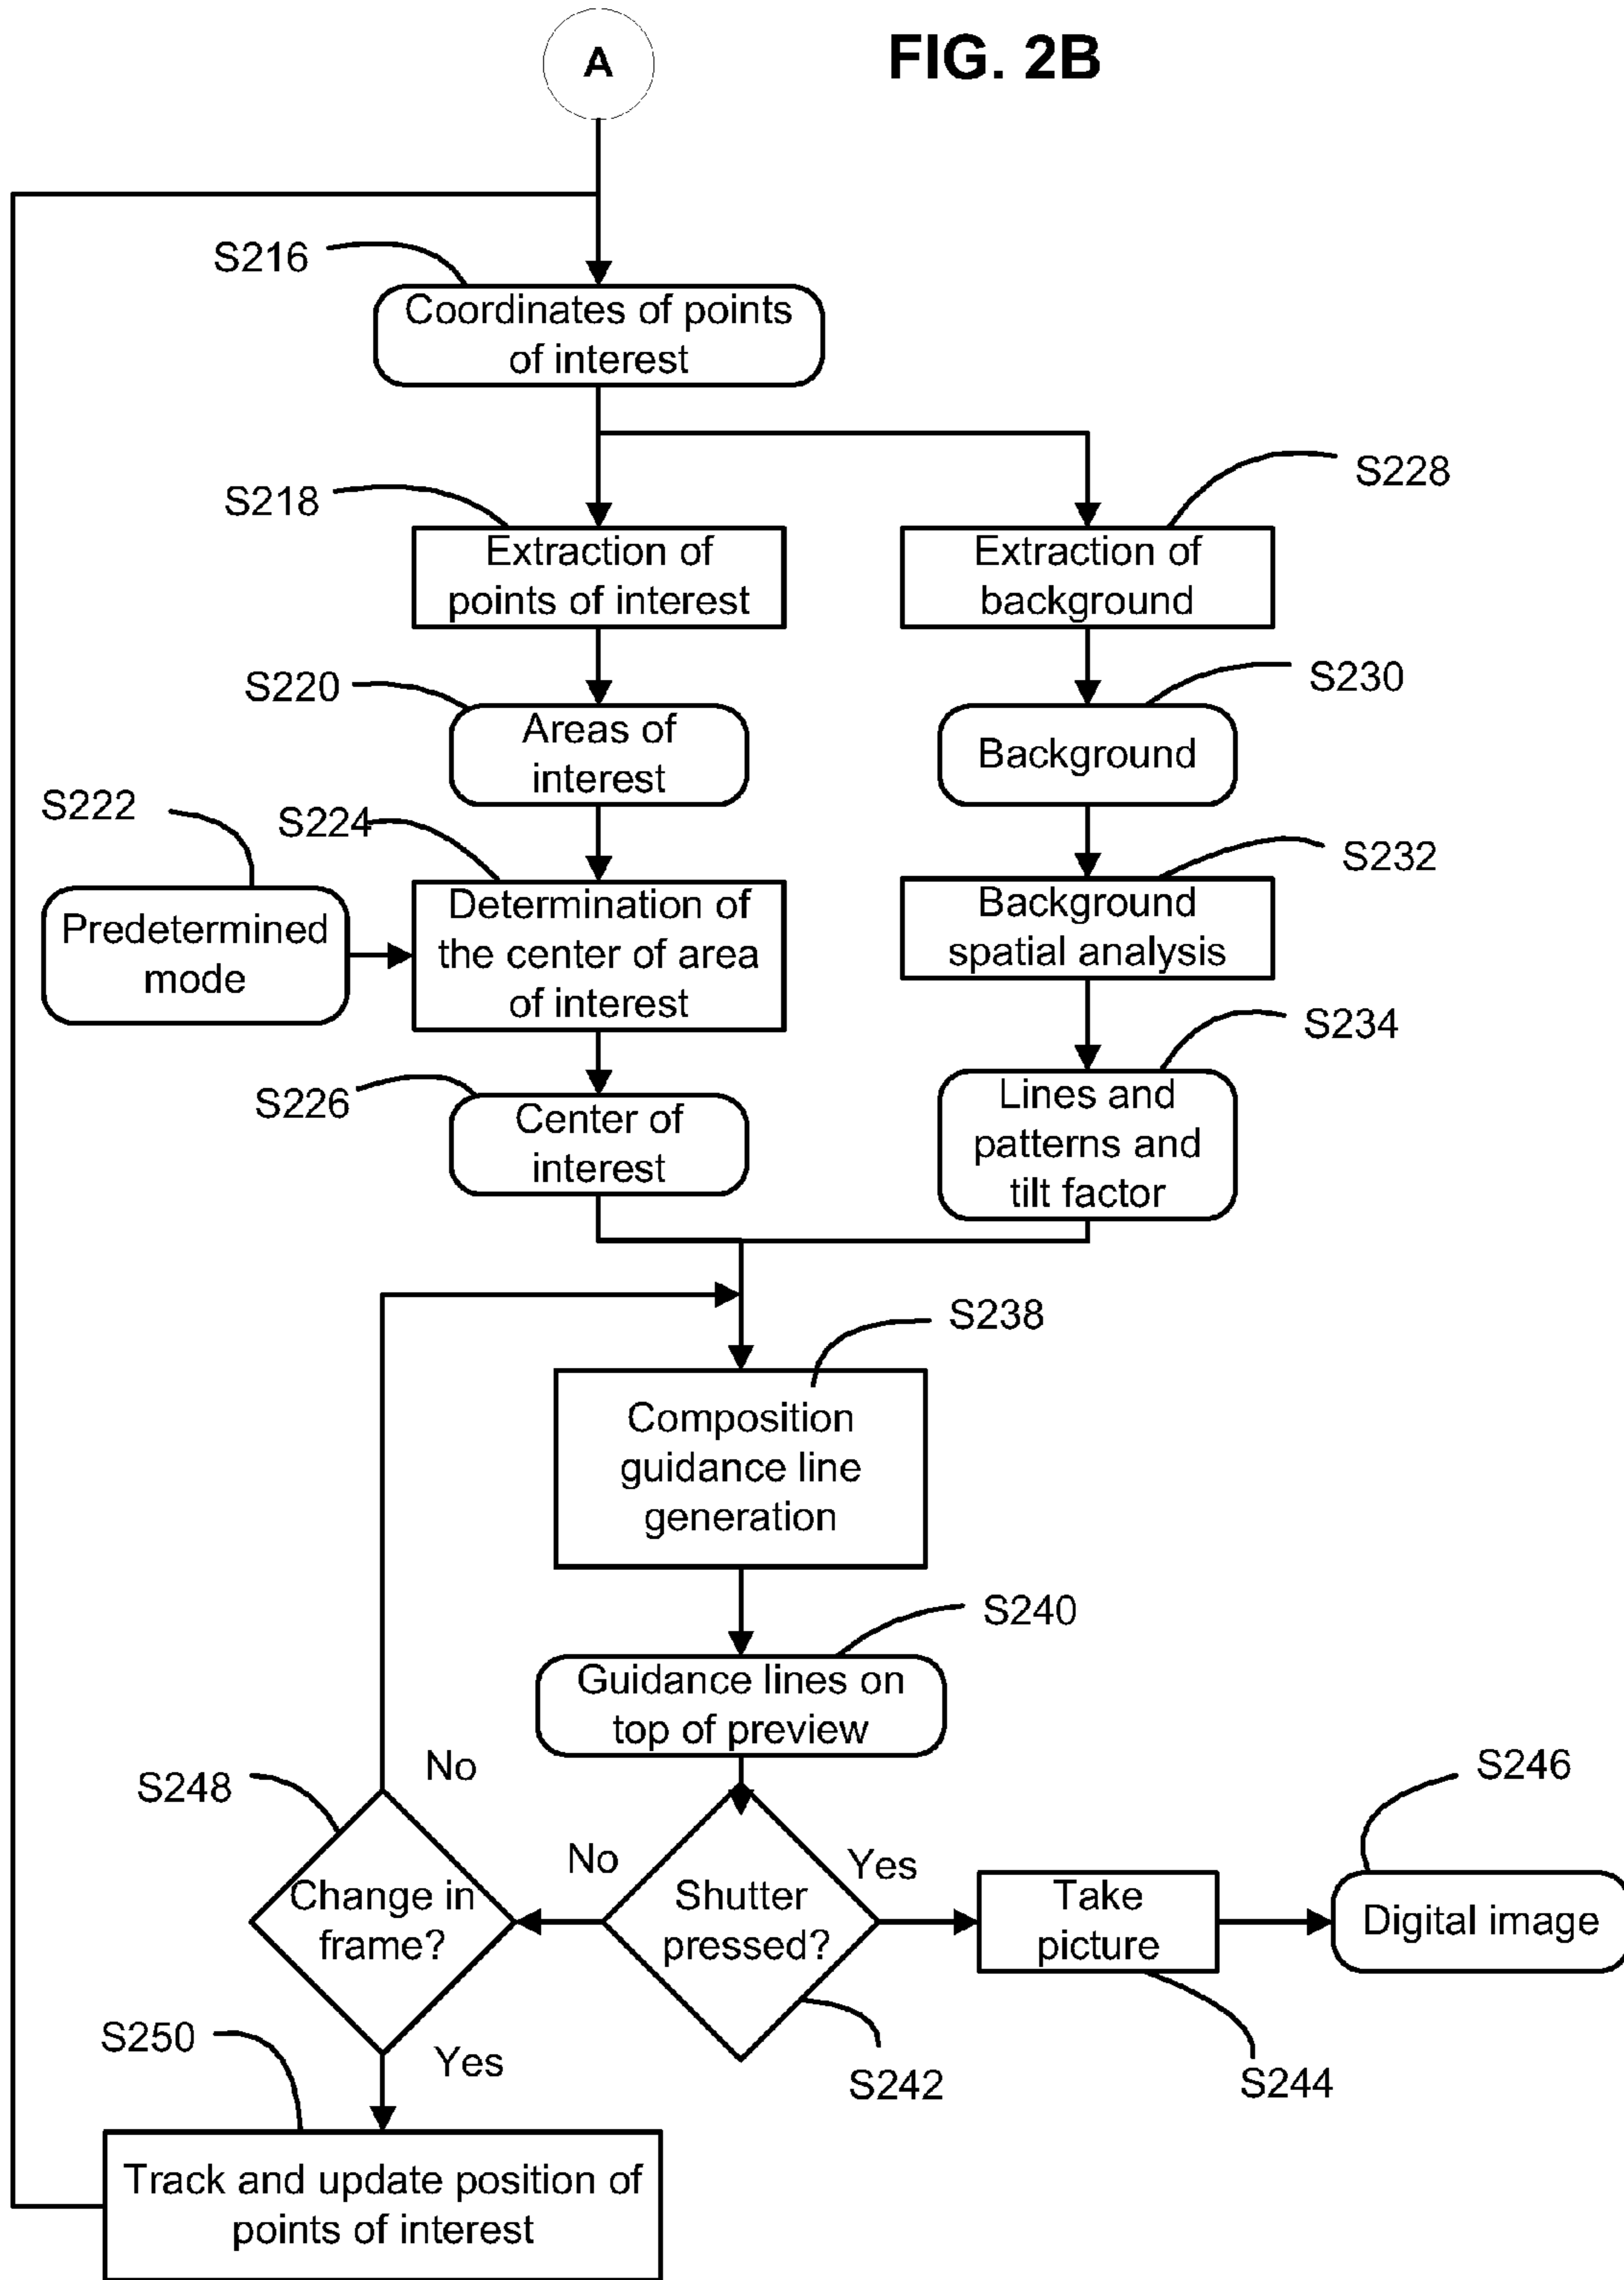 A
FIG. 2B
S216
Coordinates of points
of interest
S218
Extraction of
points of interest
S228
Extraction of
background
S220
Areas of
interest
S230
Background
S222
Predetermined
mode
S224
Determination of
the center of area
of interest
S232
Background
spatial analysis
S226
Center of
interest
S234
Lines and
patterns and
tilt factor
S238
Composition
guidance line
generation
S240
Guidance lines on
top of preview
S248
No
Change in
frame?
No
Shutter
pressed?
Yes
S242
Take
picture
S244
S246
Digital image
S250
Yes
Track and update position of
points of interest